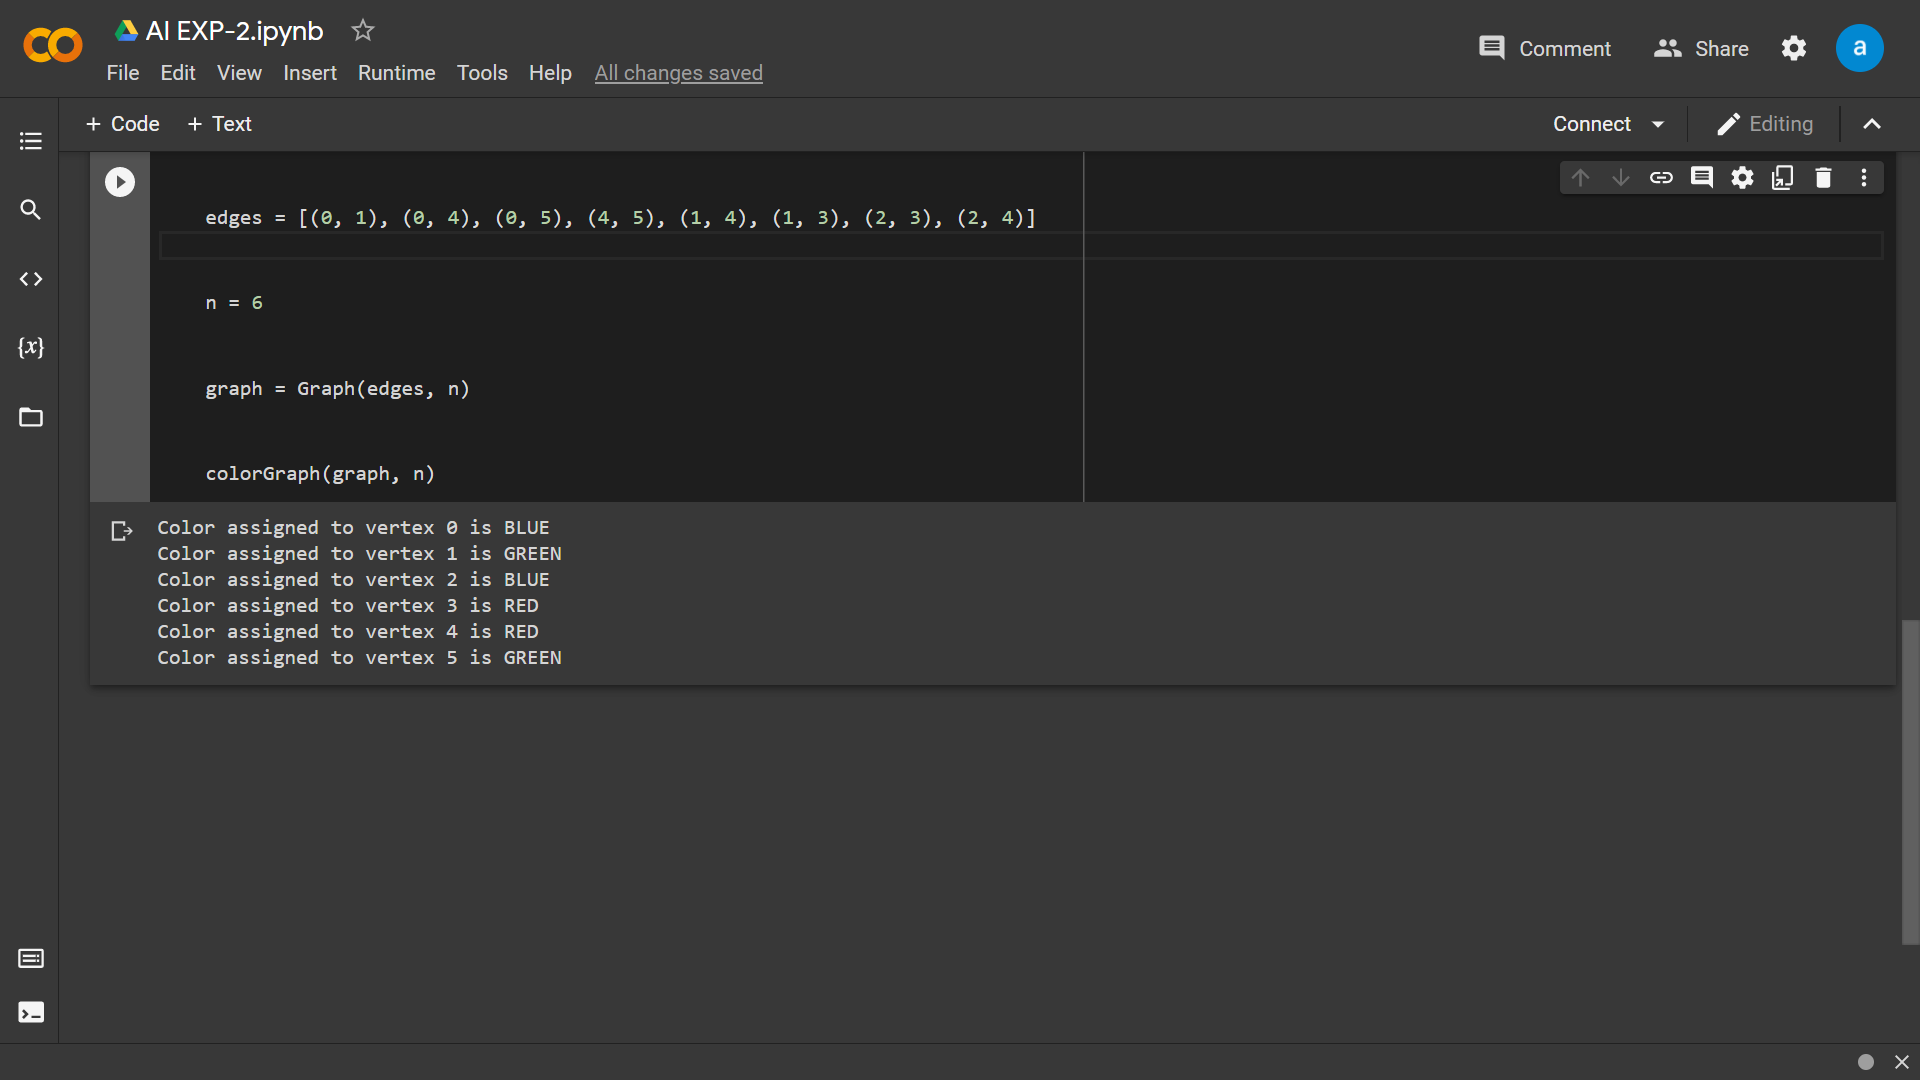 AI EXP-2.ipynb
File Edit View Insert Runtime Tools Help All changes saved
Comment Share a
+ Code + Text
Connect Editing
{x}
edges = [(0, 1), (0, 4), (0, 5), (4, 5), (1, 4), (1, 3), (2, 3), (2, 4)]
n = 6
graph = Graph(edges, n)
colorGraph(graph, n)
Color assigned to vertex 0 is BLUE
Color assigned to vertex 1 is GREEN
Color assigned to vertex 2 is BLUE
Color assigned to vertex 3 is RED
Color assigned to vertex 4 is RED
Color assigned to vertex 5 is GREEN